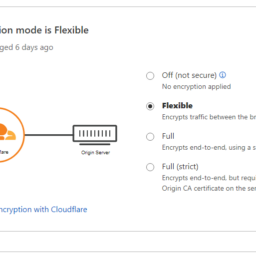 ion mode is Flexible
ged 6 days ago
Off (not secure)
No encryption applied
Flexible
Encrypts traffic between the br
Full
Encrypts end-to-end, using a s
Full (strict)
Encrypts end-to-end, but requ
Origin CA certificate on the se
flare
Origin Server
ncryption with Cloudflare